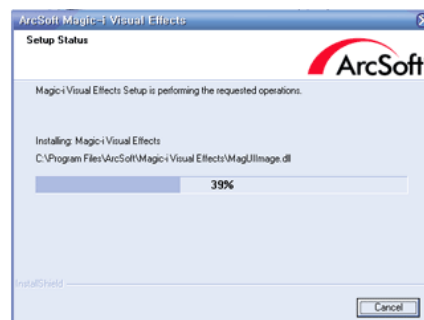 ArcSoft Magic-i Visual Effects
Setup Status
ArcSoft
Magic-i Visual Effects Setup is performing the requested operations.
Installing: Magic-i Visual Effects
C:\Program Files\ArcSoft\Magic-i Visual Effects\MagUIImage.dll
39%
InstallShield
Cancel